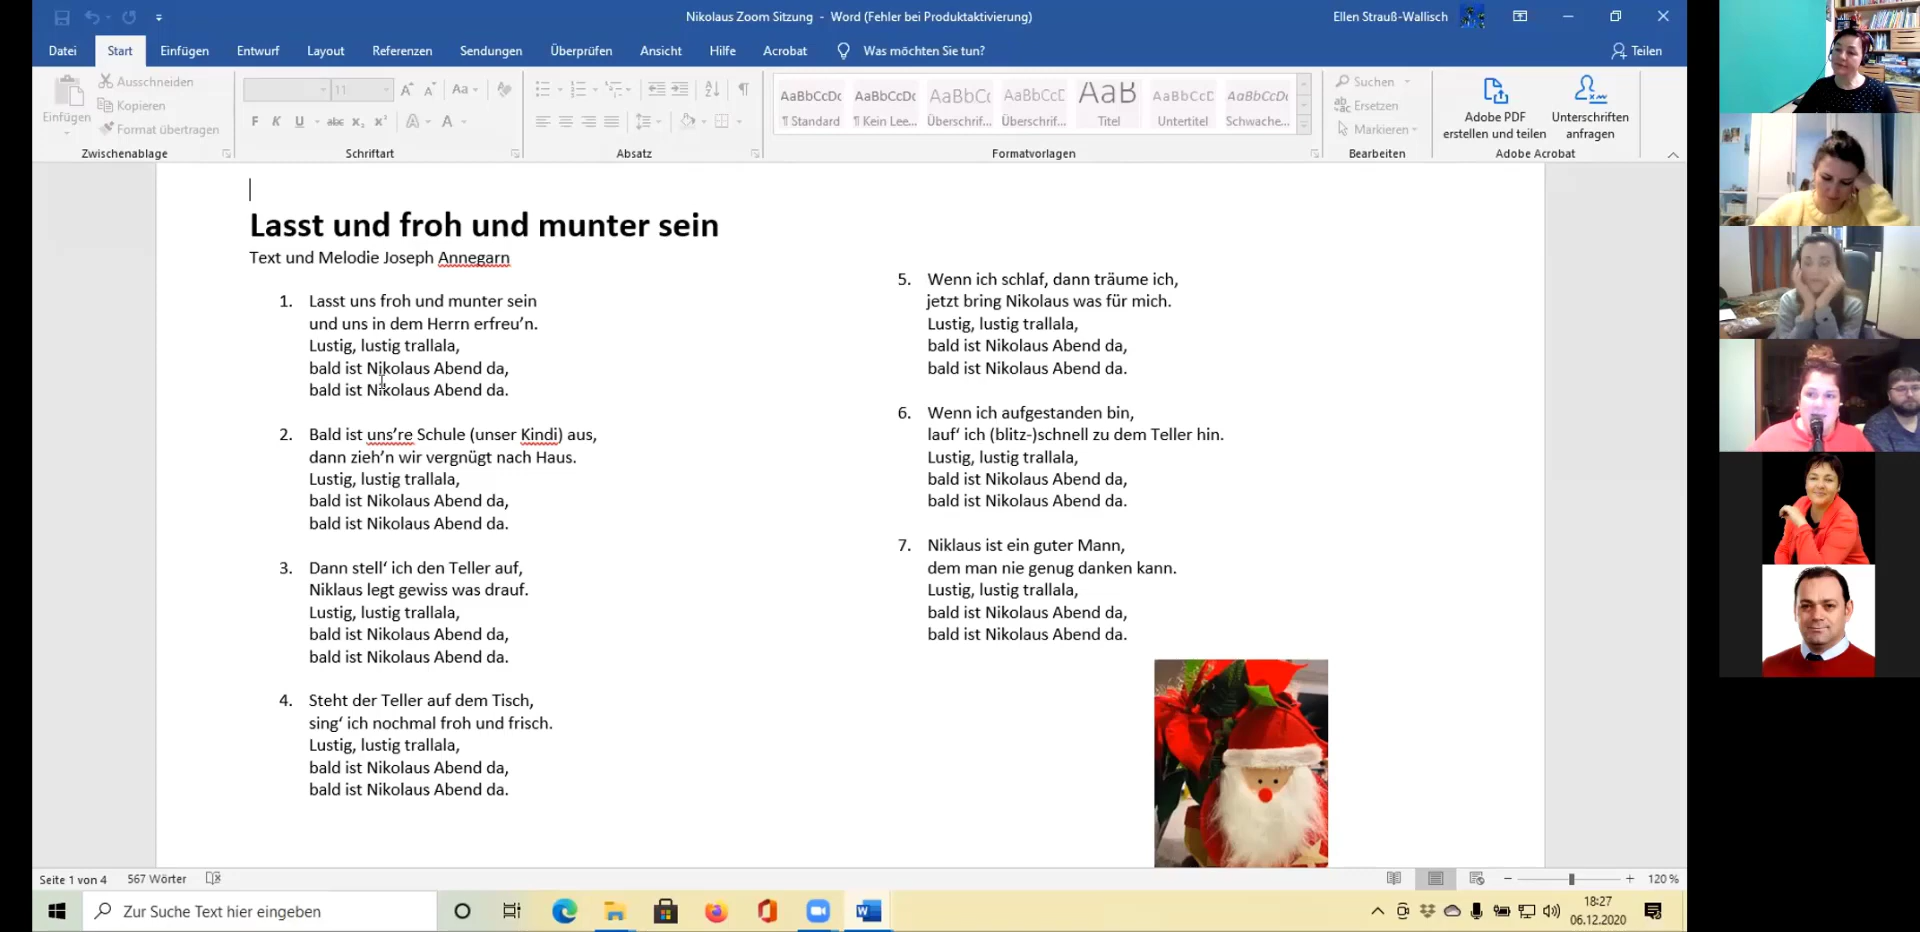 Nikolaus Zoom Sitzung - Word (Fehler bei Produktaktivierung)
Ellen Strauß-Wallisch
Datei Start Einfügen Entwurf Layout Referenzen Sendungen Überprüfen Ansicht Hilfe Acrobat Was möchten Sie tun? Teilen
Einfügen
Ausschneiden
Kopieren
Format übertragen
Zwischenablage
11
Aa
F K U abc x₂ x² A A
Schriftart
Absatz
AaBbCcDc AaBbCcDc AaBbCc AaBbCcD AaB AaBbCcD AaBbCcDc
¶ Standard ¶ Kein Lee... Überschrif... Überschrif... Titel Untertitel Schwache...
Formatvorlagen
Suchen
Ersetzen
Markieren
Bearbeiten
Adobe PDF
erstellen und teilen
Unterschriften
anfragen
Adobe Acrobat
Lasst und froh und munter sein
Text und Melodie Joseph Annegarn
1. Lasst uns froh und munter sein
und uns in dem Herrn erfreu’n.
Lustig, lustig trallala,
bald ist Nikolaus Abend da,
bald ist Nikolaus Abend da.
2. Bald ist uns’re Schule (unser Kindi) aus,
dann zieh’n wir vergnügt nach Haus.
Lustig, lustig trallala,
bald ist Nikolaus Abend da,
bald ist Nikolaus Abend da.
3. Dann stell‘ ich den Teller auf,
Niklaus legt gewiss was drauf.
Lustig, lustig trallala,
bald ist Nikolaus Abend da,
bald ist Nikolaus Abend da.
4. Steht der Teller auf dem Tisch,
sing‘ ich nochmal froh und frisch.
Lustig, lustig trallala,
bald ist Nikolaus Abend da,
bald ist Nikolaus Abend da.
5. Wenn ich schlaf, dann träume ich,
jetzt bring Nikolaus was für mich.
Lustig, lustig trallala,
bald ist Nikolaus Abend da,
bald ist Nikolaus Abend da.
6. Wenn ich aufgestanden bin,
lauf‘ ich (blitz-)schnell zu dem Teller hin.
Lustig, lustig trallala,
bald ist Nikolaus Abend da,
bald ist Nikolaus Abend da.
7. Niklaus ist ein guter Mann,
dem man nie genug danken kann.
Lustig, lustig trallala,
bald ist Nikolaus Abend da,
bald ist Nikolaus Abend da.
Seite 1 von 4 567 Wörter
120 %
Zur Suche Text hier eingeben
18:27
06.12.2020